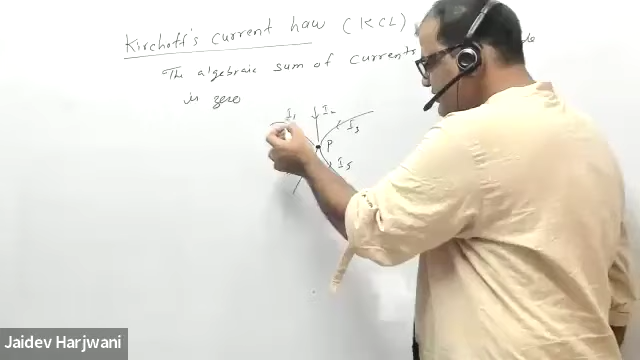 Kirchoff's current Law (KCL)
The algebraic sum of currents
is zero
I1 I2
I3
P
I5
Jaidev Harjwani